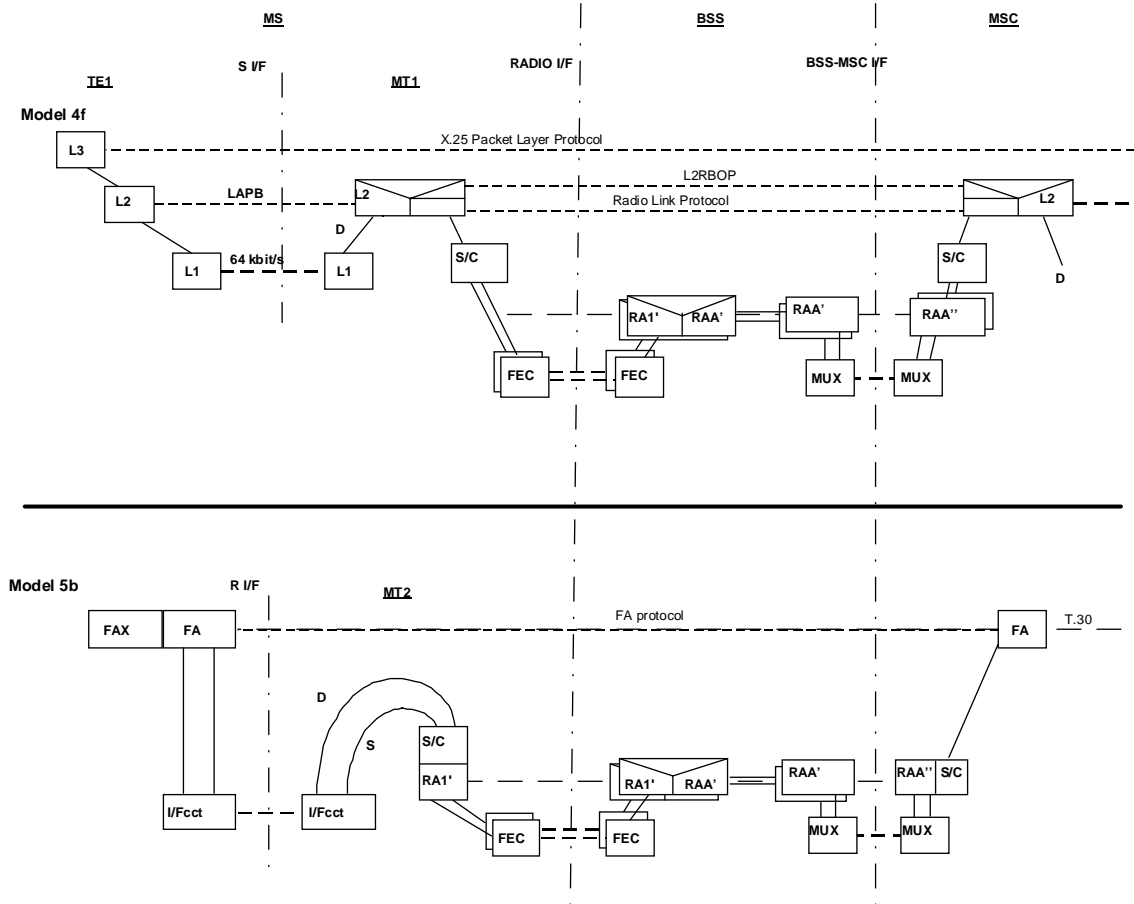 MS
BSS
MSC
S I/F
RADIO I/F
BSS-MSC I/F
TE1
MT1
Model 4f
X.25 Packet Layer Protocol
L3
L2RBOP
L2
LAPB
L2
Radio Link Protocol
L2
D
S/C
S/C
L1
64 kbit/s
L1
D
RA1'
RAA’
RAA’
RAA’’
FEC
FEC
MUX
MUX
Model 5b
R I/F
MT2
FAX
FA
FA protocol
FA
T.30
D
S
S/C
RA1'
RA1'
RAA’
RAA’
RAA’’
S/C
I/Fcct
I/Fcct
FEC
FEC
MUX
MUX